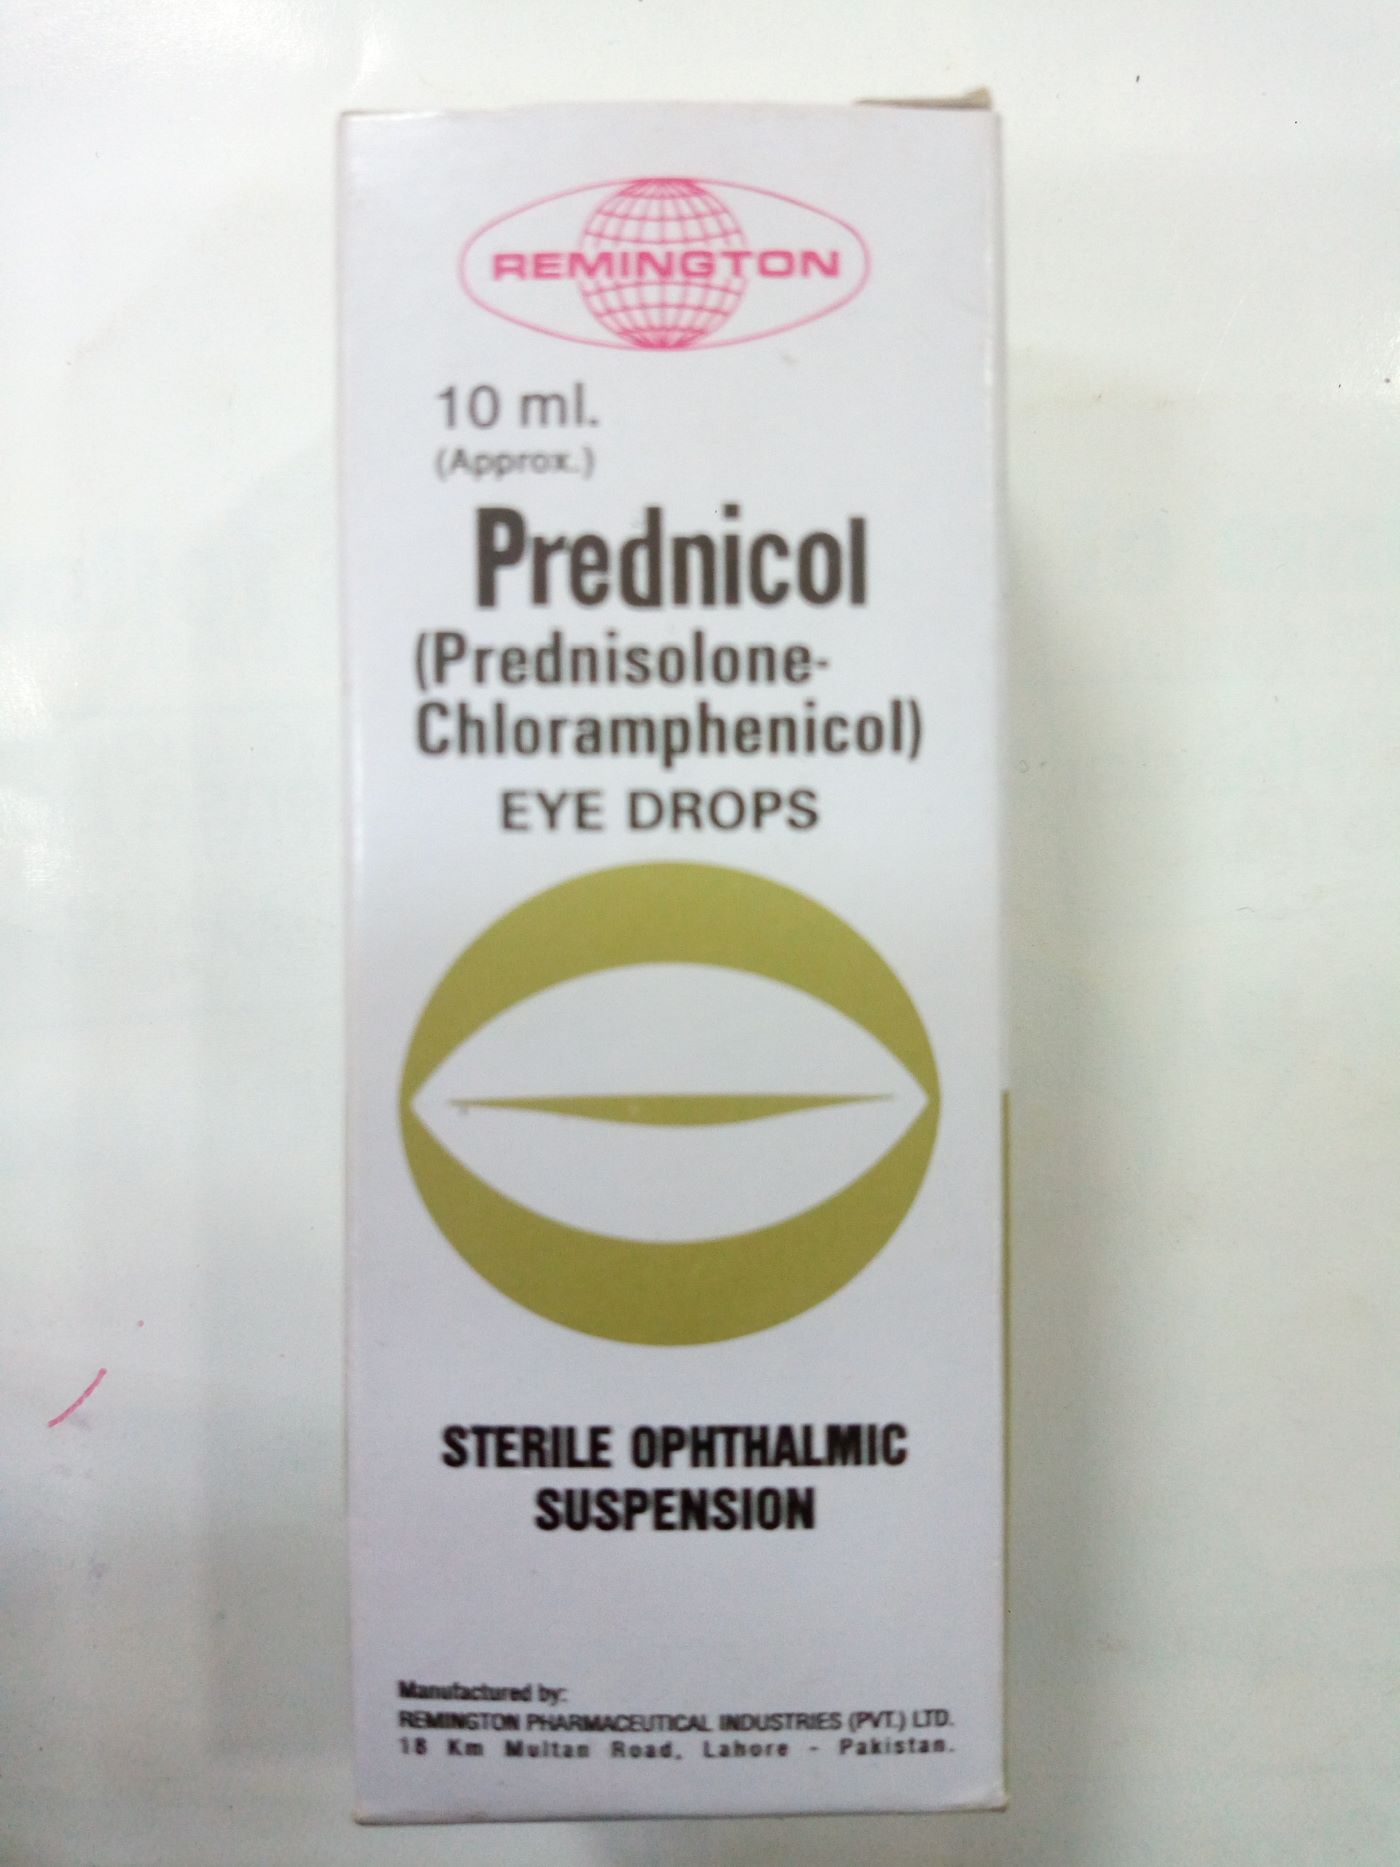 REMINGTON
10 ml.
(Approx.)
Prednicol
(Prednisolone-
Chloramphenicol)
EYE DROPS
STERILE OPHTHALMIC
SUSPENSION
Manufactured by:
REMINGTON PHARMACEUTICAL INDUSTRIES (PVT.) LTD.
18 Km Multan Road, Lahore - Pakistan.